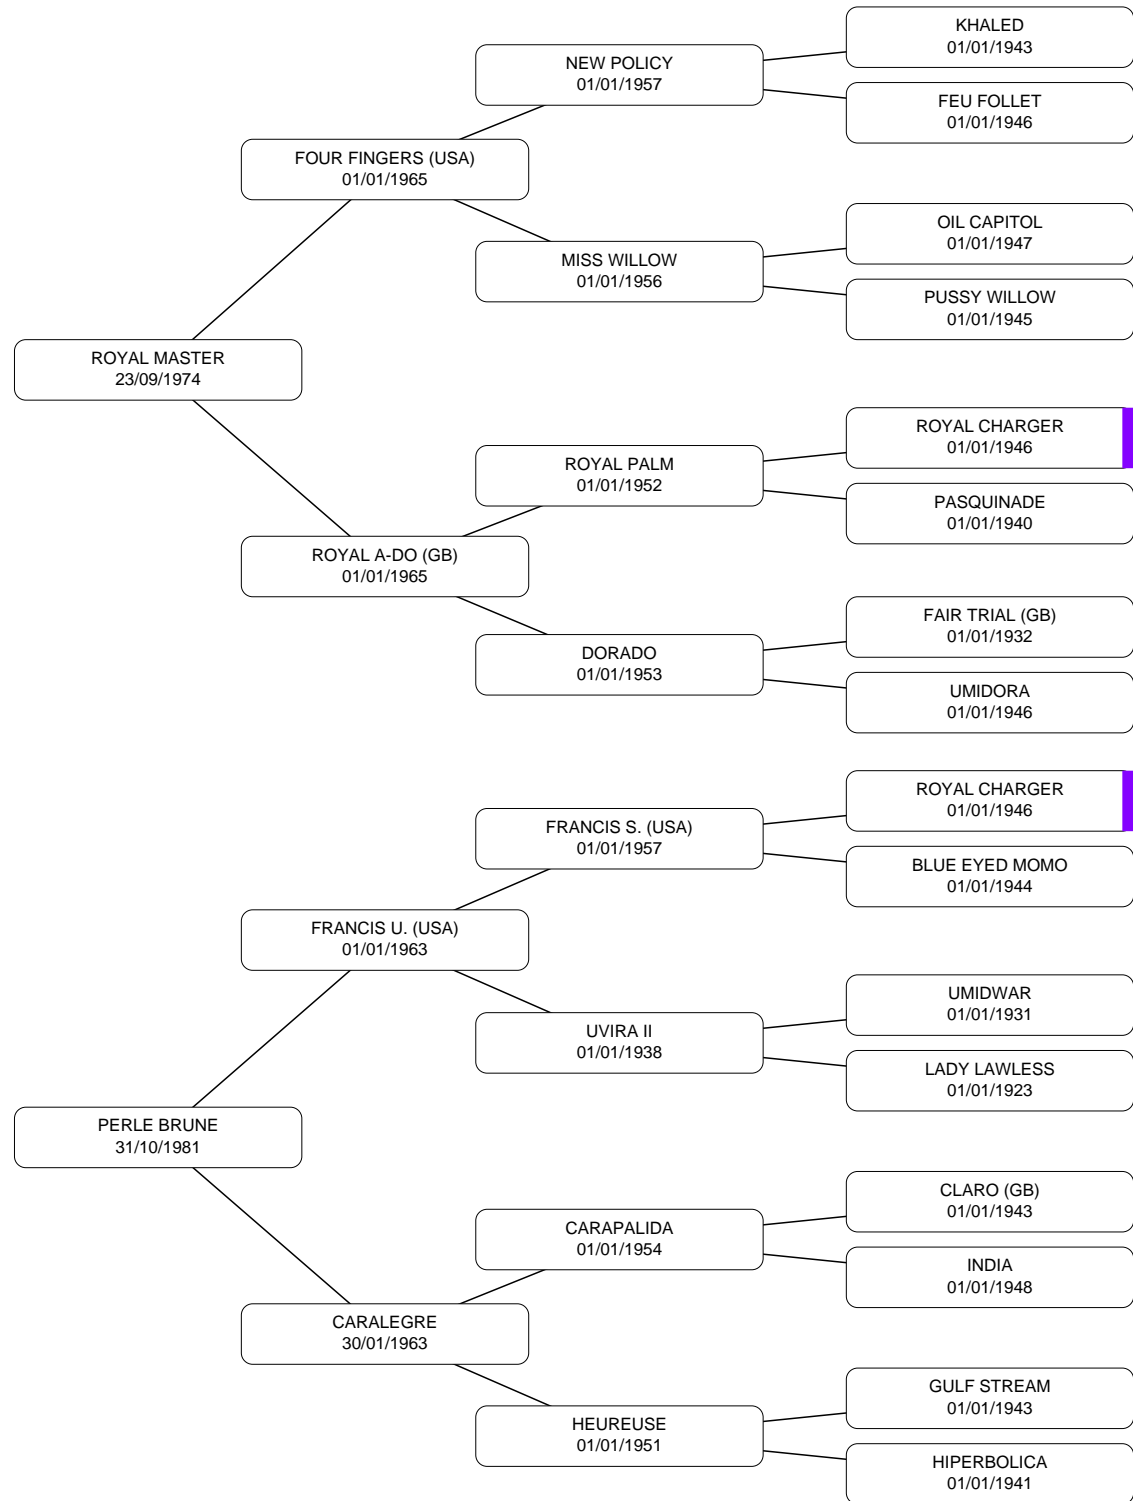 KHALED
01/01/1943
NEW POLICY
01/01/1957
FEU FOLLET
01/01/1946
FOUR FINGERS (USA)
01/01/1965
OIL CAPITOL
01/01/1947
MISS WILLOW
01/01/1956
PUSSY WILLOW
01/01/1945
ROYAL MASTER
23/09/1974
ROYAL CHARGER
01/01/1946
ROYAL PALM
01/01/1952
PASQUINADE
01/01/1940
ROYAL A-DO (GB)
01/01/1965
FAIR TRIAL (GB)
01/01/1932
DORADO
01/01/1953
UMIDORA
01/01/1946
ROYAL CHARGER
01/01/1946
FRANCIS S. (USA)
01/01/1957
BLUE EYED MOMO
01/01/1944
FRANCIS U. (USA)
01/01/1963
UMIDWAR
01/01/1931
UVIRA II
01/01/1938
LADY LAWLESS
01/01/1923
PERLE BRUNE
31/10/1981
CLARO (GB)
01/01/1943
CARAPALIDA
01/01/1954
INDIA
01/01/1948
CARALEGRE
30/01/1963
GULF STREAM
01/01/1943
HEUREUSE
01/01/1951
HIPERBOLICA
01/01/1941